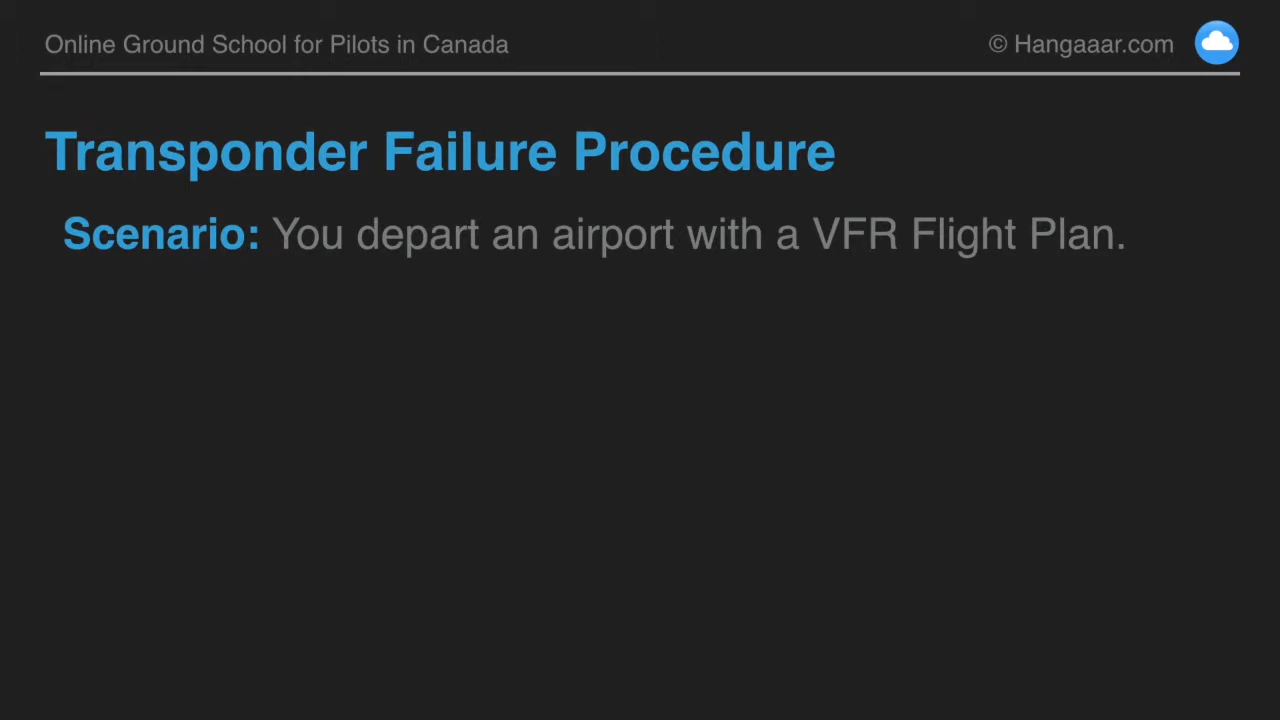 Online Ground School for Pilots in Canada
© Hangaaar.com
Transponder Failure Procedure
Scenario: You depart an airport with a VFR Flight Plan.